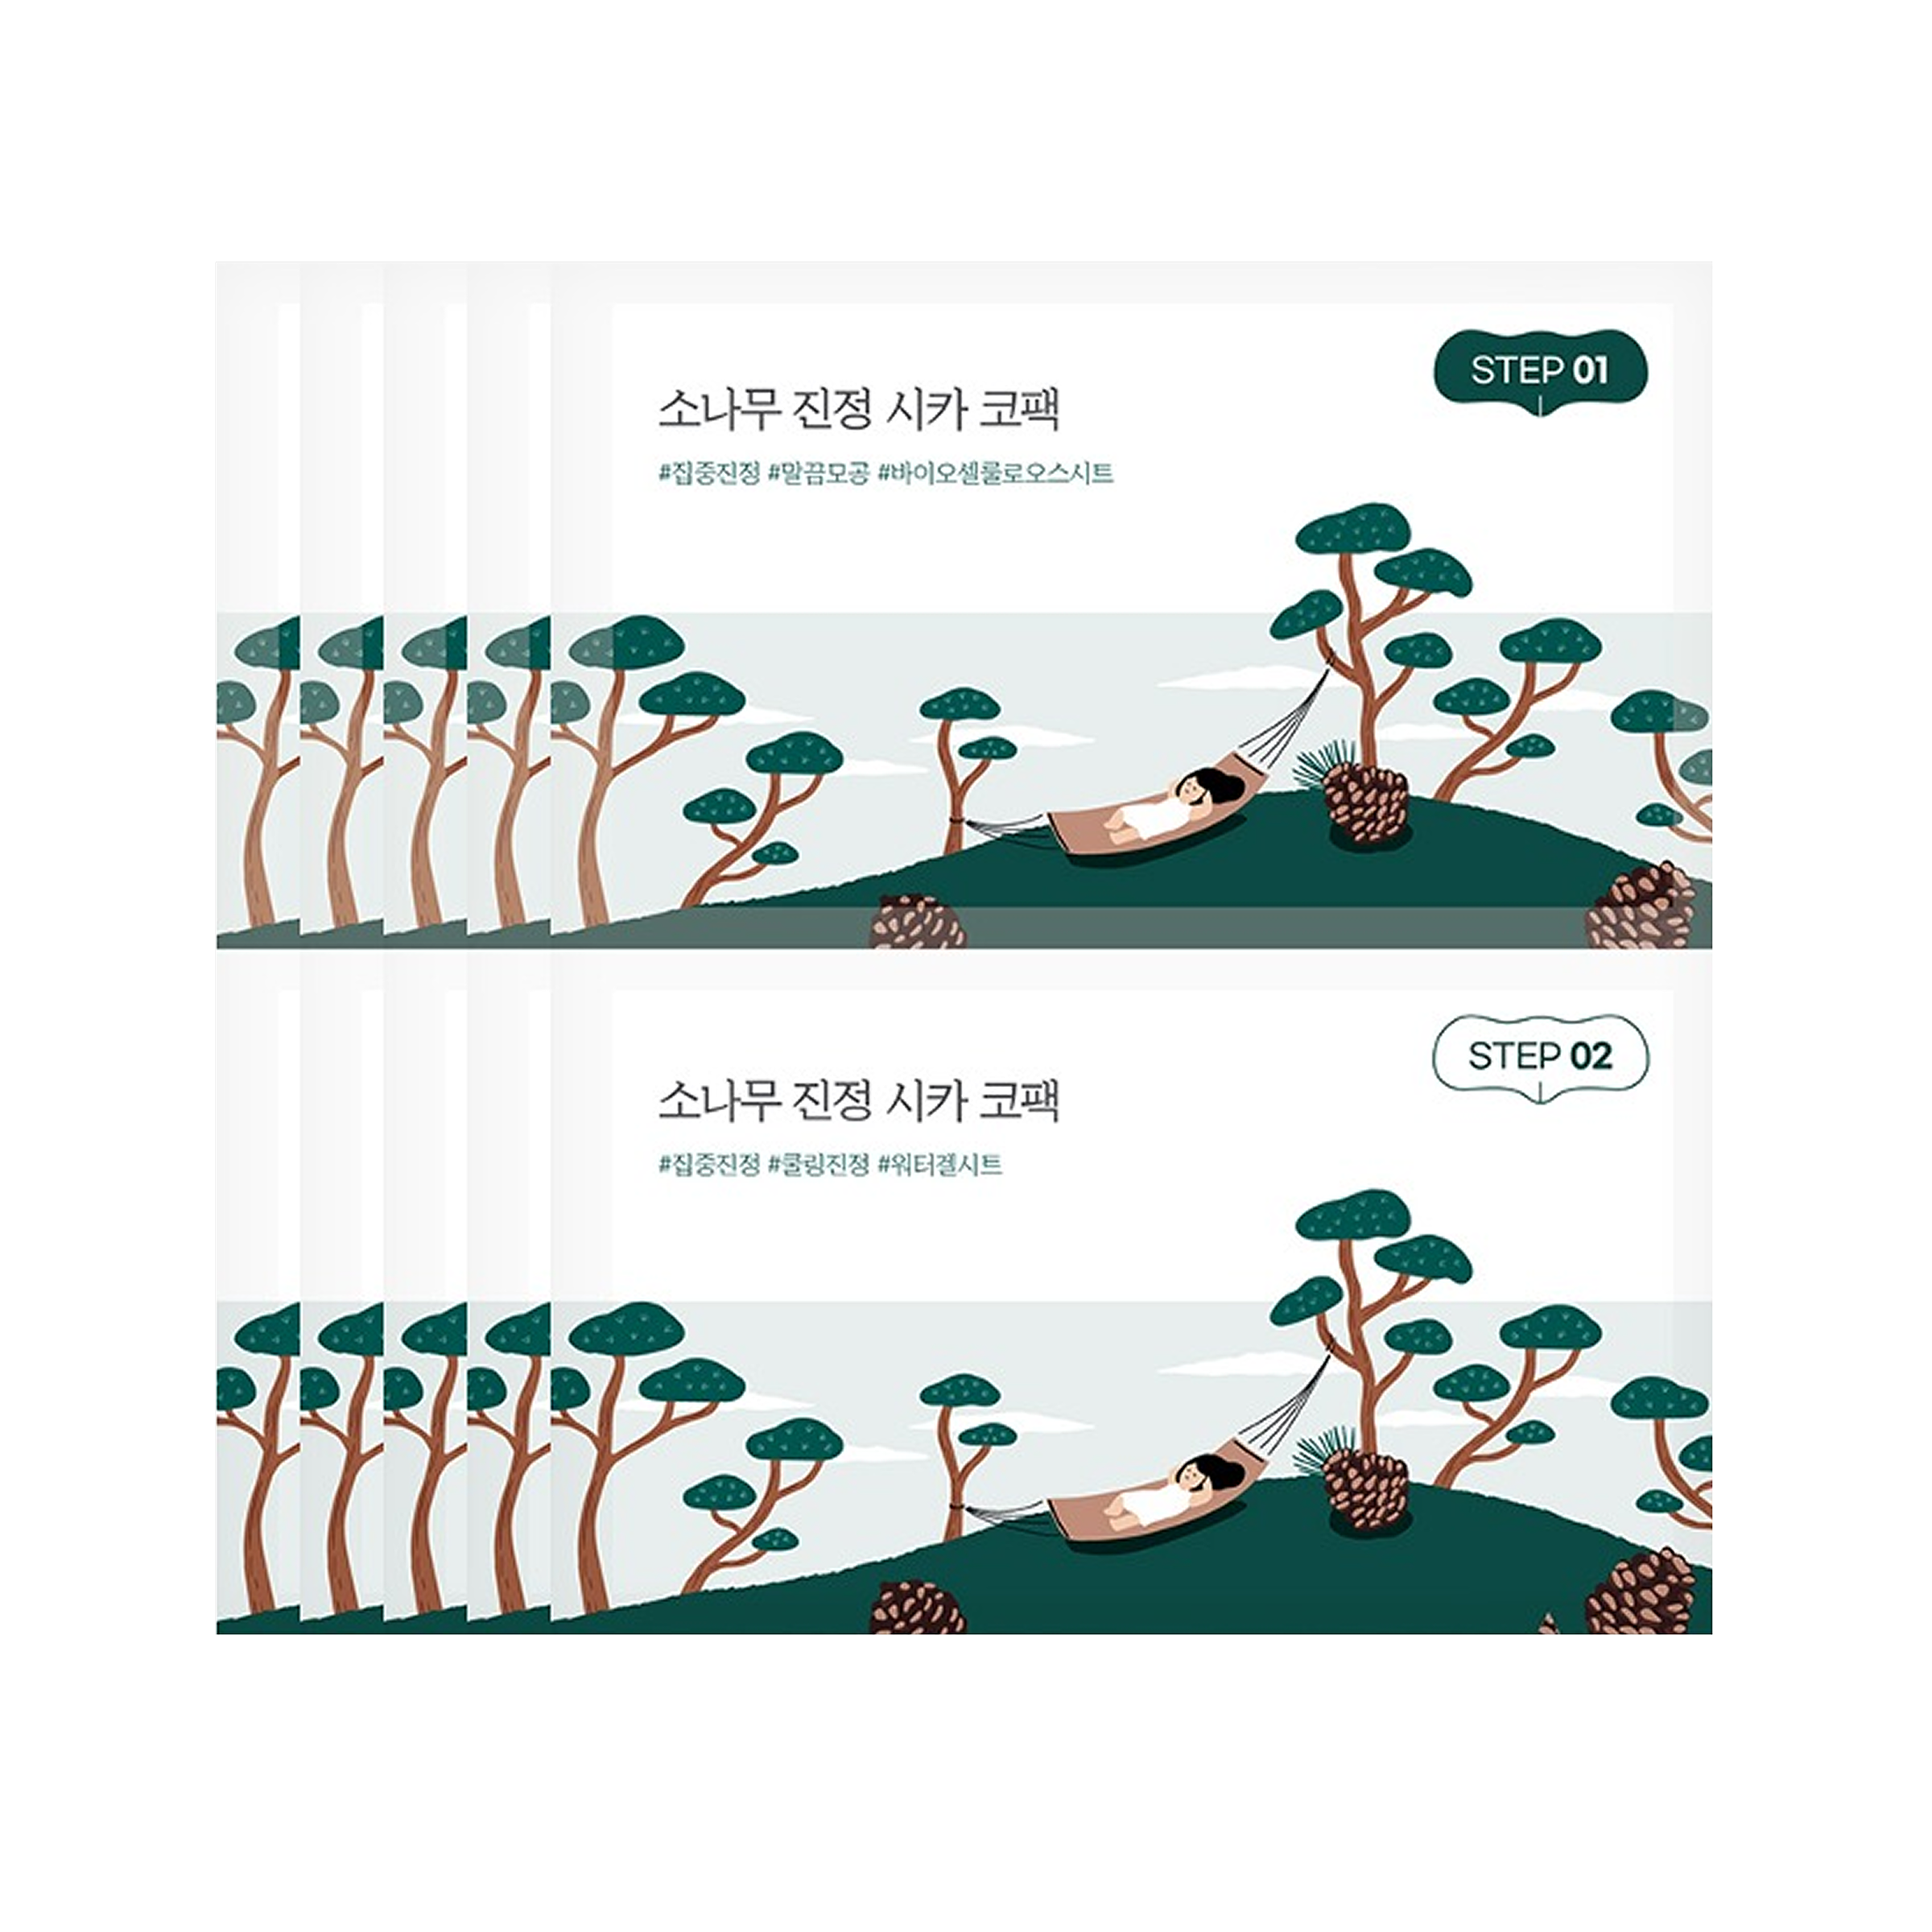 STEP 01
소나무 진정 시카 코팩
#집중진정 #말끔모공 #바이오셀룰로오스시트
STEP 02
소나무 진정 시카 코팩
#집중진정 #쿨링진정 #워터겔시트